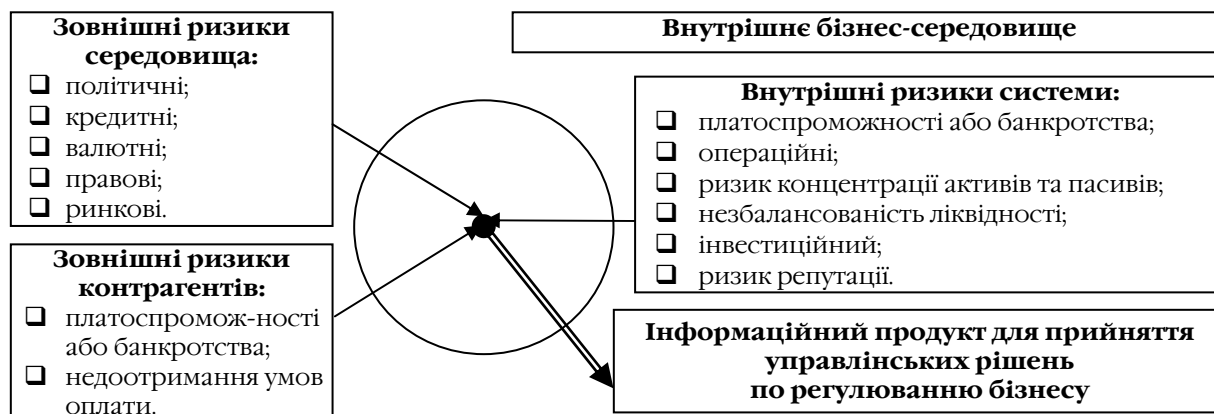 Зовнішні ризики
середовища:
❑ політичні;
❑ кредитні;
❑ валютні;
❑ правові;
❑ ринкові.
Зовнішні ризики
контрагентів:
❑ платоспромож-ності
або банкротства;
❑ недоотримання умов
оплати.
Внутрішнє бізнес-середовище
Внутрішні ризики системи:
❑ платоспроможності або банкротства;
❑ операційні;
❑ ризик концентрації активів та пасивів;
❑ незбалансованість ліквідності;
❑ інвестиційний;
❑ ризик репутації.
Інформаційний продукт для прийняття
управлінських рішень
по регулюванню бізнесу